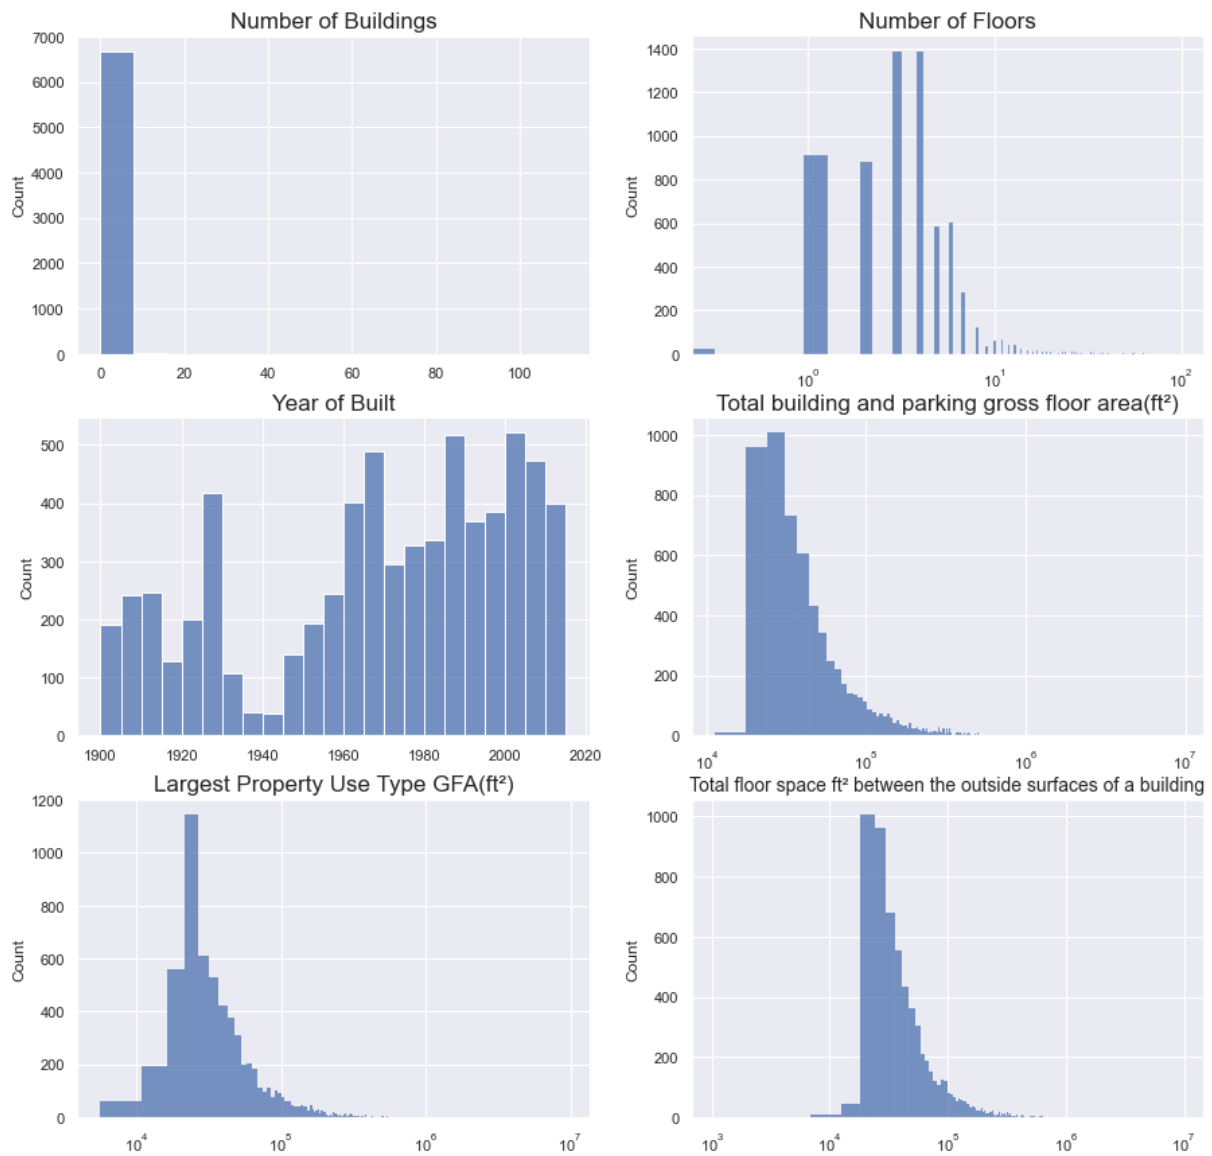 Number of Buildings
7000
6000
5000
4000
3000
2000
1000
0
Count
0 20 40 60 80 100
Number of Floors
1400
1200
1000
800
600
400
200
0
Count
10⁰ 10¹ 10²
Year of Built
500
400
300
200
100
0
Count
1900 1920 1940 1960 1980 2000 2020
Total building and parking gross floor area(ft²)
1000
800
600
400
200
0
Count
10⁴ 10⁵ 10⁶ 10⁷
Largest Property Use Type GFA(ft²)
1200
1000
800
600
400
200
0
Count
10⁴ 10⁵ 10⁶ 10⁷
Total floor space ft² between the outside surfaces of a building
1000
800
600
400
200
0
Count
10³ 10⁴ 10⁵ 10⁶ 10⁷